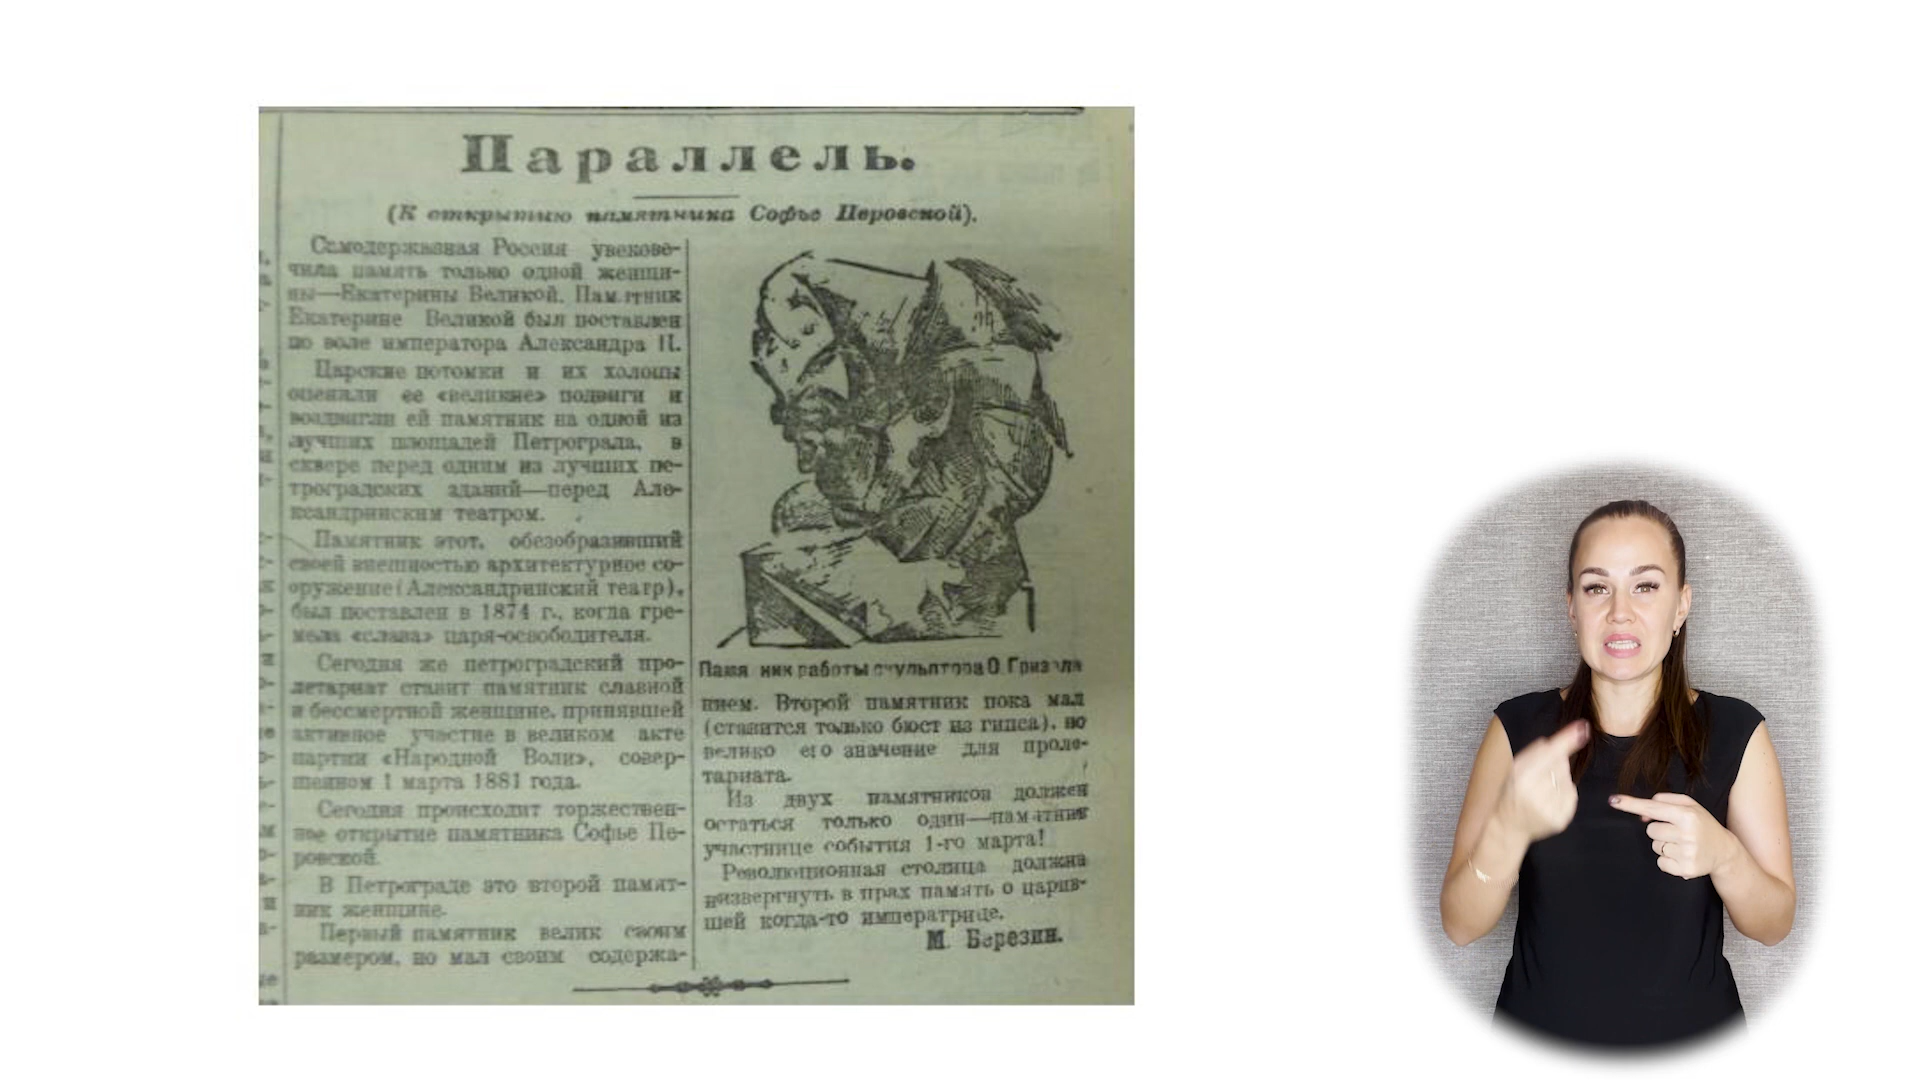 Параллель.
(К открытию памятника Софье Перовской).
Самодержавная Россия увекове-
чила память только одной женщи-
ны—Екатерины Великой. Памятник
Екатерине Великой был поставлен
по воле императора Александра II.
Царские потомки и их холопы
оценили ее «великие» подвиги и
воздвигли ей памятник на одной из
лучших площадей Петрограда, в
сквере перед одним из лучших пе-
троградских зданий—перед Але-
ксандринским театром.
Памятник этот, обезобразивший
своей внешностью архитектурное со-
оружение (Александринский театр),
был поставлен в 1874 г., когда гре-
мела «слава» царя-освободителя.
Сегодня же петроградский про-
летариат ставит памятник славной
и бессмертной женщине, принявшей
активное участие в великом акте
партии «Народной Воли», совер-
шенном 1 марта 1881 года.
Сегодня происходит торжествен-
ное открытие памятника Софье Пе-
ровской.
В Петрограде это второй памят-
ник женщине.
Первый памятник велик своим
размером, но мал своим содержа-
Памя ник работы скульптора О. Гризелла
нием. Второй памятник пока мал
(ставится только бюст из гипса), но
велико его значение для проле-
тариата.
Из двух памятников должен
остаться только один—памятник
участнице события 1-го марта!
Революционная столица должна
низвергнуть в прах память о царив-
шей когда-то императрице.
М. Березин.